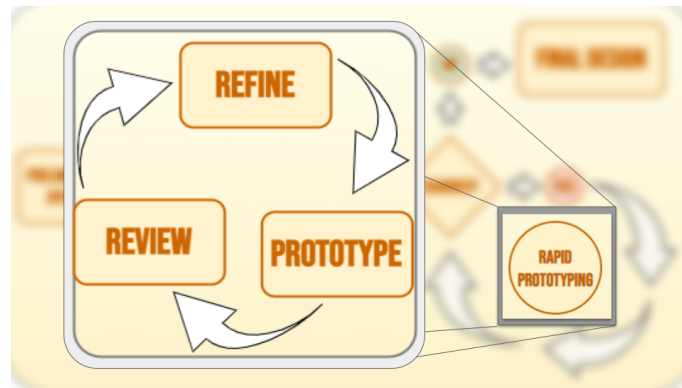 REFINE
REVIEW
PROTOTYPE
RAPID
PROTOTYPING
FINAL DESIGN